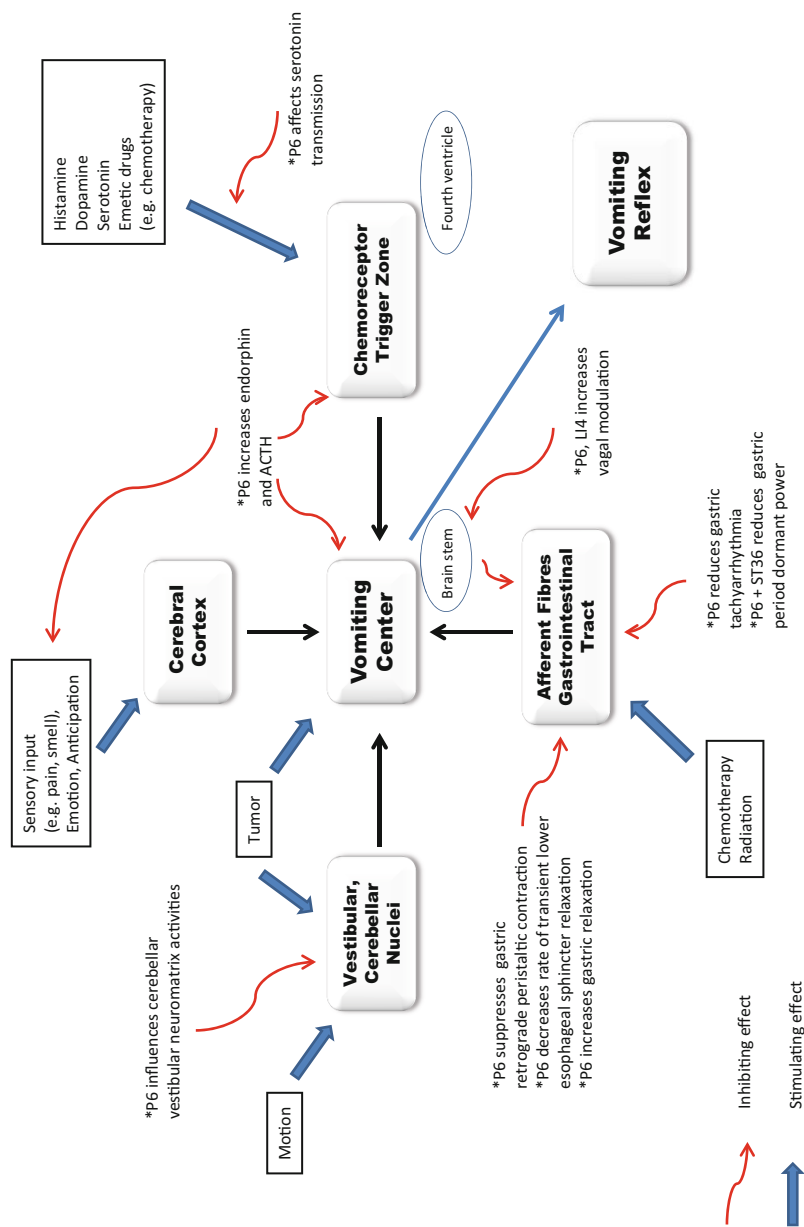 Sensory input
(e.g. pain, smell),
Emotion, Anticipation
Histamine
Dopamine
Serotonin
Emetic drugs
(e.g. chemotherapy)
*P6 affects serotonin
transmission
*P6 increases endorphin
and ACTH
Cerebral
Cortex
*P6 influences cerebellar
vestibular neuromatrix activities
Tumor
Motion
Vestibular,
Cerebellar
Nuclei
Vomiting
Center
Chemoreceptor
Trigger Zone
Fourth ventricle
Brain stem
*P6, LI4 increases
vagal modulation
*P6 suppresses gastric
retrograde peristaltic contraction
*P6 decreases rate of transient lower
esophageal sphincter relaxation
*P6 increases gastric relaxation
Afferent Fibres
Gastrointestinal
Tract
Vomiting
Reflex
Chemotherapy
Radiation
*P6 reduces gastric
tachyarrhythmia
*P6 + ST36 reduces gastric
period dormant power
Inhibiting effect
Stimulating effect